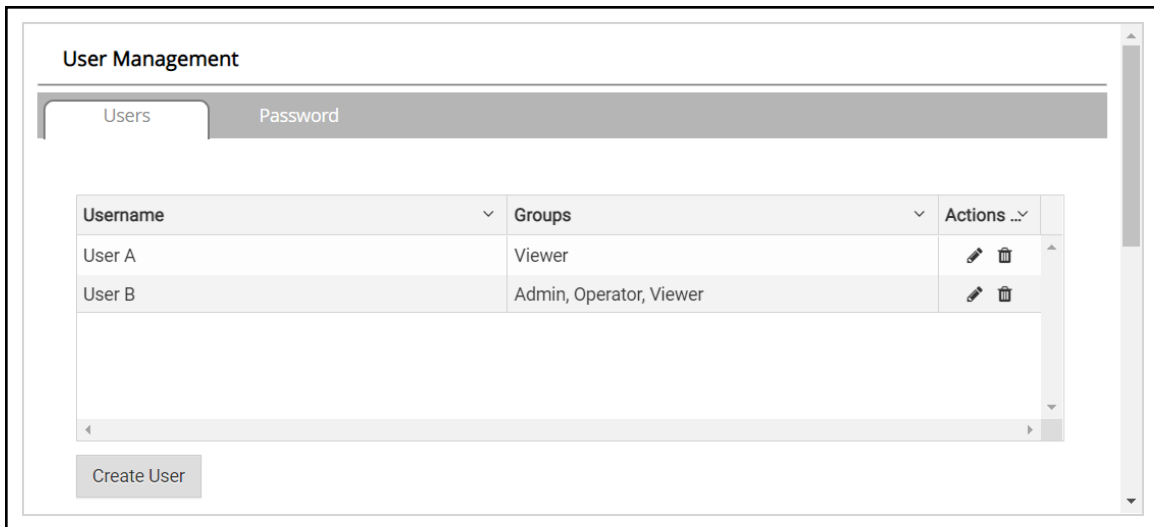 User Management
Users Password
Username Groups Actions ...
User A Viewer
User B Admin, Operator, Viewer
Create User